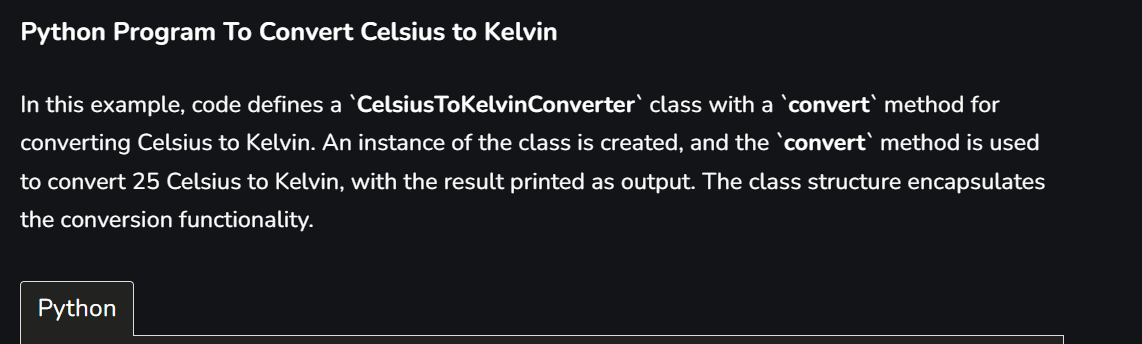 Python Program To Convert Celsius to Kelvin
In this example, code defines a `CelsiusToKelvinConverter` class with a `convert` method for
converting Celsius to Kelvin. An instance of the class is created, and the `convert` method is used
to convert 25 Celsius to Kelvin, with the result printed as output. The class structure encapsulates
the conversion functionality.
Python